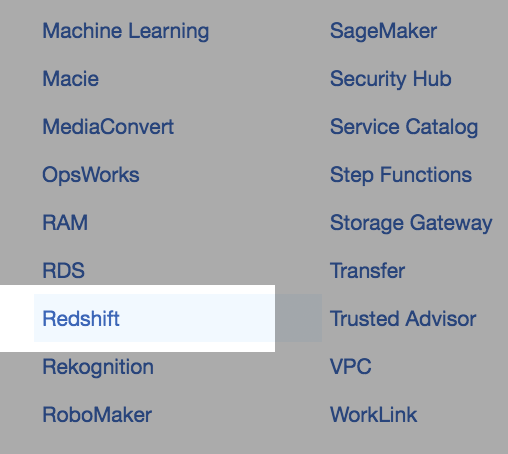 Machine Learning
Macie
MediaConvert
OpsWorks
RAM
RDS
Redshift
Rekognition
RoboMaker
SageMaker
Security Hub
Service Catalog
Step Functions
Storage Gateway
Transfer
Trusted Advisor
VPC
WorkLink